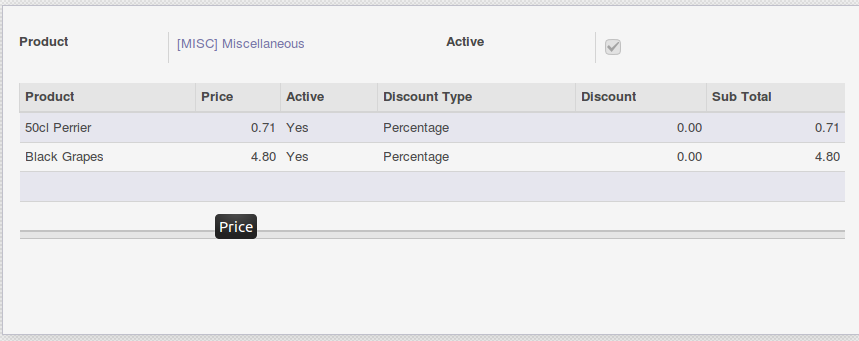 Product [MISC] Miscellaneous Active
Product Price Active Discount Type Discount Sub Total
50cl Perrier 0.71 Yes Percentage 0.00 0.71
Black Grapes 4.80 Yes Percentage 0.00 4.80
Price